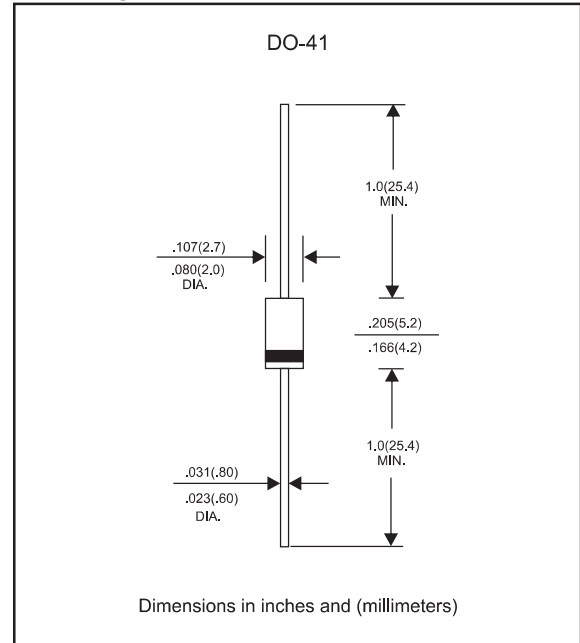 DO-41
1.0(25.4)
MIN.
.107(2.7)
.080(2.0)
DIA.
.205(5.2)
.166(4.2)
1.0(25.4)
MIN.
.031(.80)
.023(.60)
DIA.
Dimensions in inches and (millimeters)